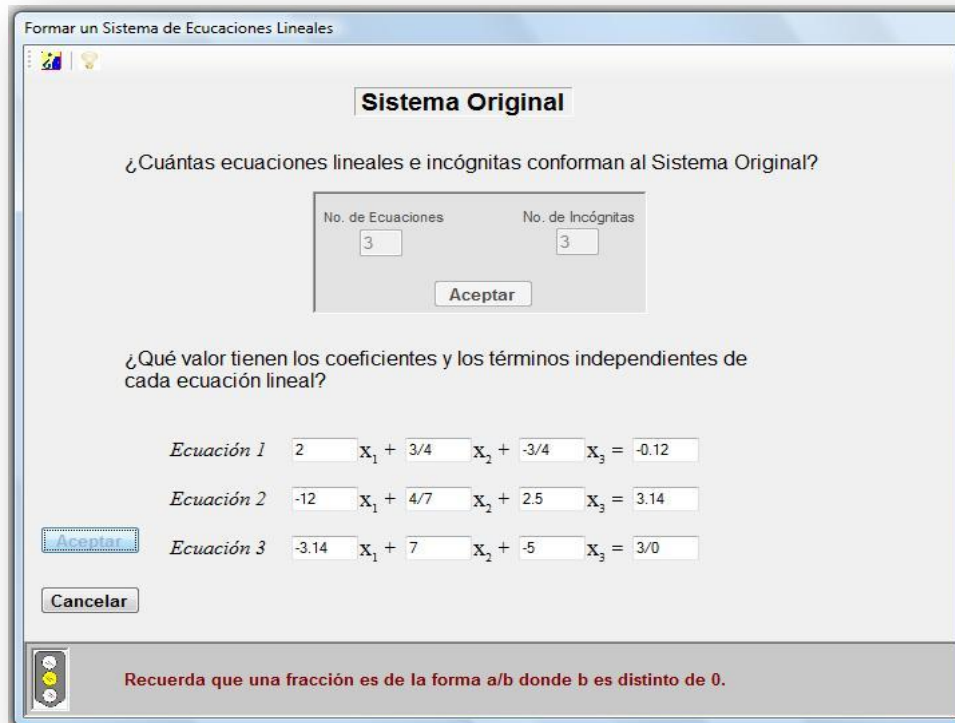 Formar un Sistema de Ecucaciones Lineales
Sistema Original
¿Cuántas ecuaciones lineales e incógnitas conforman al Sistema Original?
No. de Ecuaciones No. de Incógnitas
3 3
Aceptar
¿Qué valor tienen los coeficientes y los términos independientes de
cada ecuación lineal?
Ecuación 1 2 x₁ + 3/4 x₂ + -3/4 x₃ = -0.12
Ecuación 2 -12 x₁ + 4/7 x₂ + 2.5 x₃ = 3.14
Aceptar
Ecuación 3 -3.14 x₁ + 7 x₂ + -5 x₃ = 3/0
Cancelar
Recuerda que una fracción es de la forma a/b donde b es distinto de 0.